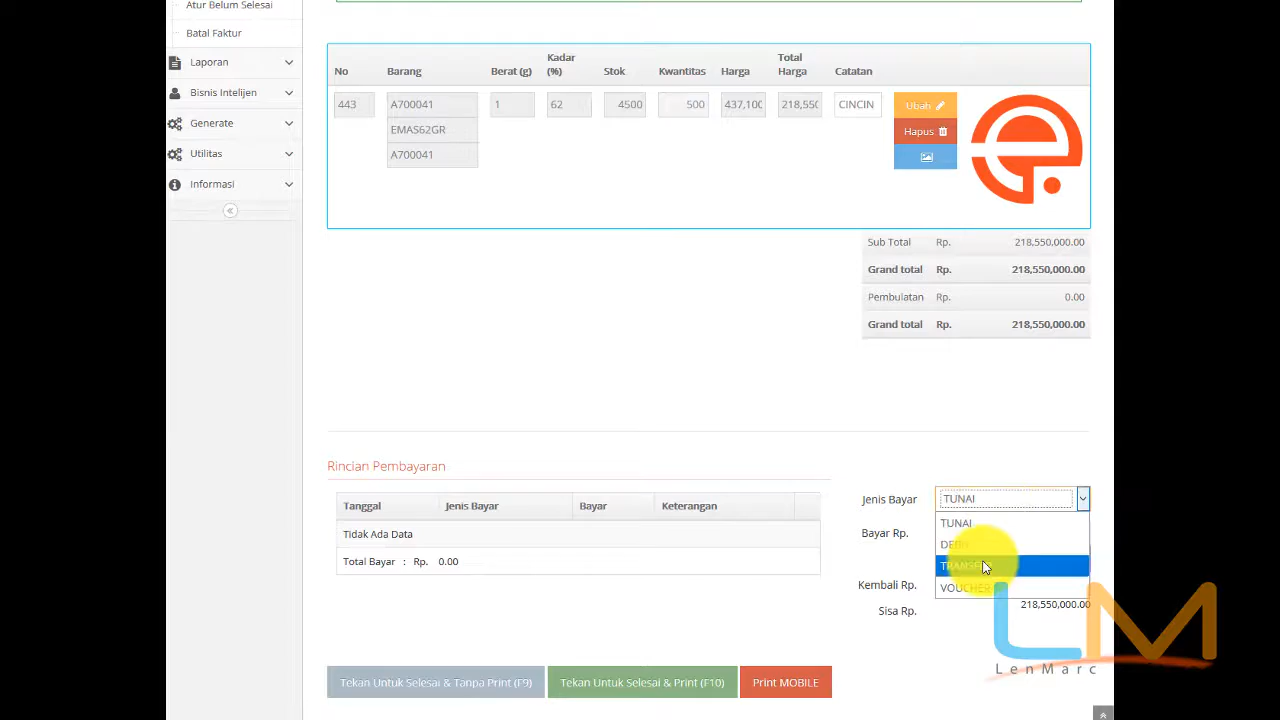 Atur Belum Selesai
Batal Faktur
Laporan
Bisnis Intelijen
Generate
Utilitas
Informasi
No Barang Berat (g) Kadar (%) Stok Kwantitas Harga Total Harga Catatan
443 A700041 1 62 4500 500 437,100 218,550 CINCIN Ubah
EMAS62GR Hapus
A700041
Sub Total Rp. 218,550,000.00
Grand total Rp. 218,550,000.00
Pembulatan Rp. 0.00
Grand total Rp. 218,550,000.00
Rincian Pembayaran
Tanggal Jenis Bayar Bayar Keterangan
Tidak Ada Data
Total Bayar : Rp. 0.00
Jenis Bayar TUNAI
TUNAI
Bayar Rp.
VOUCHER
Kembali Rp.
Sisa Rp. 218,550,000.00
Tekan Untuk Selesai & Tanpa Print (F9) Tekan Untuk Selesai & Print (F10) Print MOBILE
LM
LenMarc